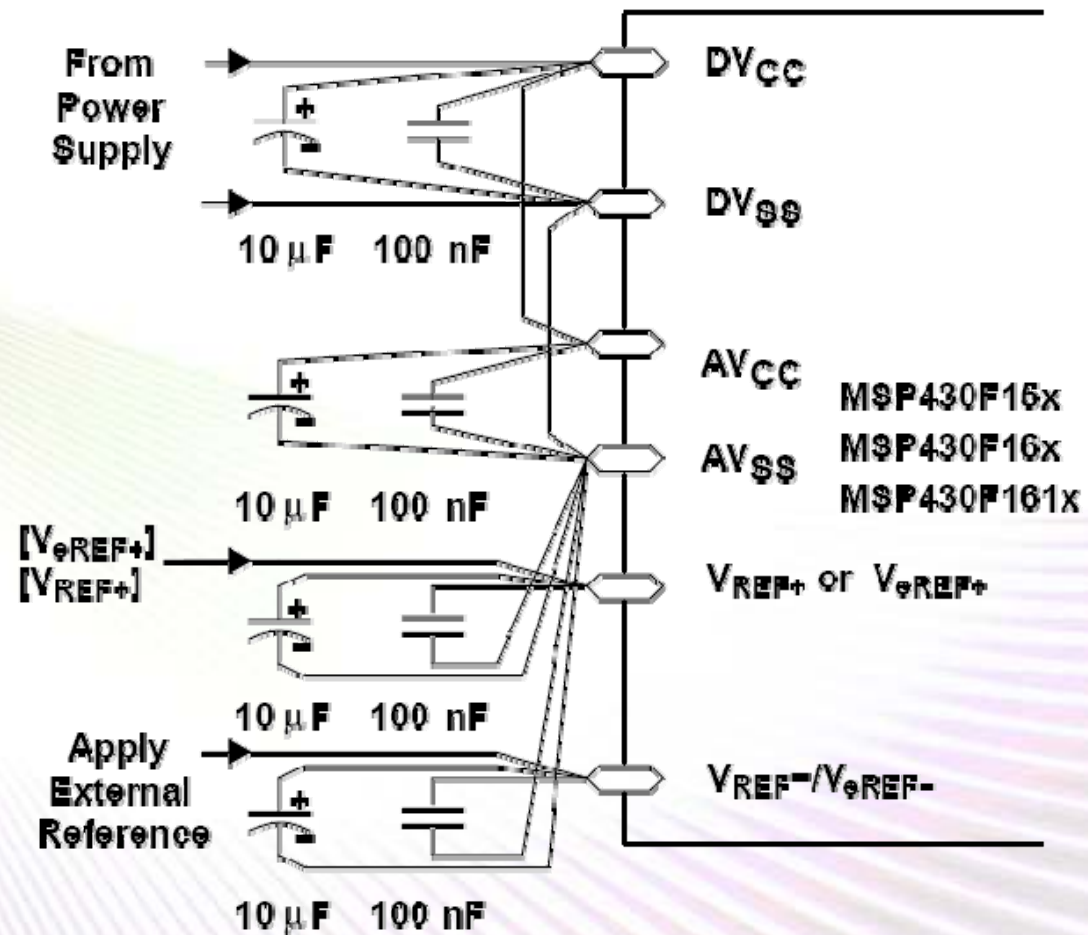 From
Power
Supply
DVCC
DVSS
10 µF 100 nF
AVCC
AVSS
MSP430F15x
MSP430F16x
MSP430F161x
10 µF 100 nF
[VeREF+]
[VREF+]
VREF+ or VeREF+
10 µF 100 nF
Apply
External
Reference
VREF-/VeREF-
10 µF 100 nF